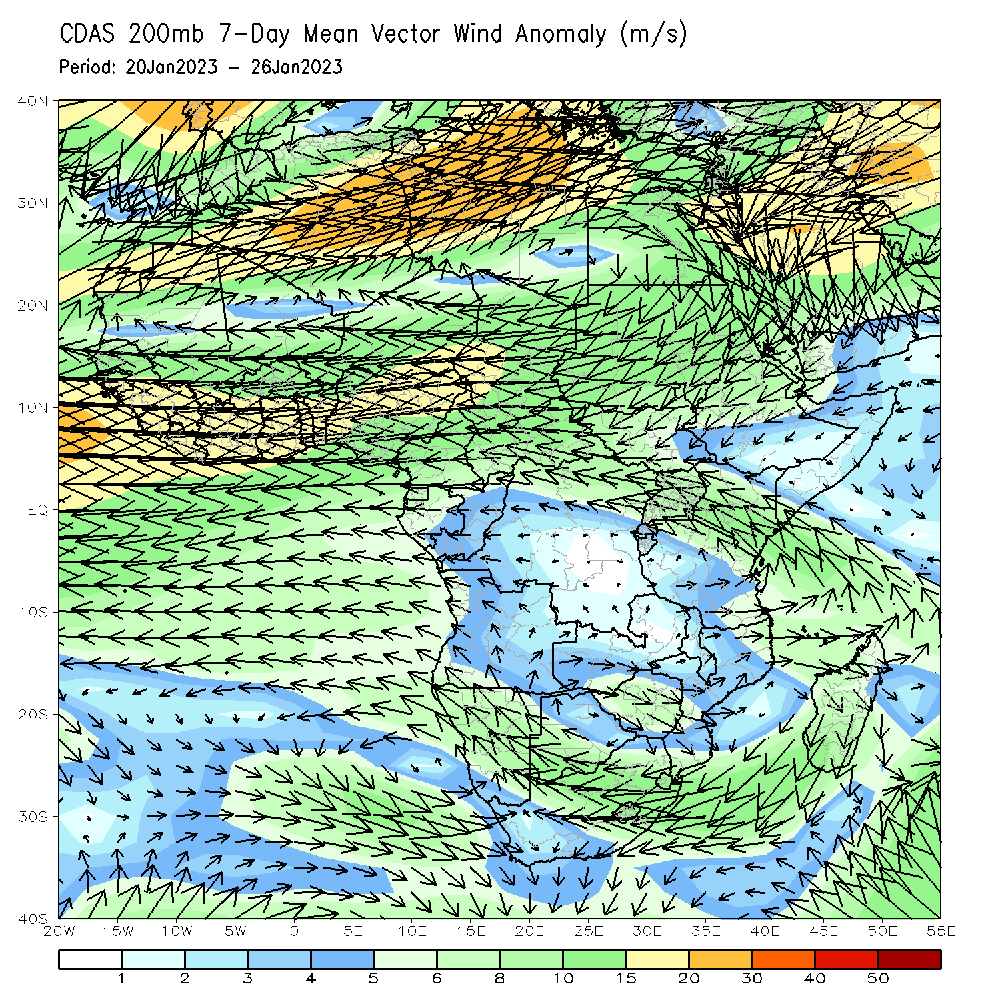 CDAS 200mb 7-Day Mean Vector Wind Anomaly (m/s)
Period: 20Jan2023 - 26Jan2023
40N
30N
20N
10N
EQ
10S
20S
30S
40S
20W 15W 10W 5W 0 5E 10E 15E 20E 25E 30E 35E 40E 45E 50E 55E
1 2 3 4 5 6 8 10 15 20 30 40 50